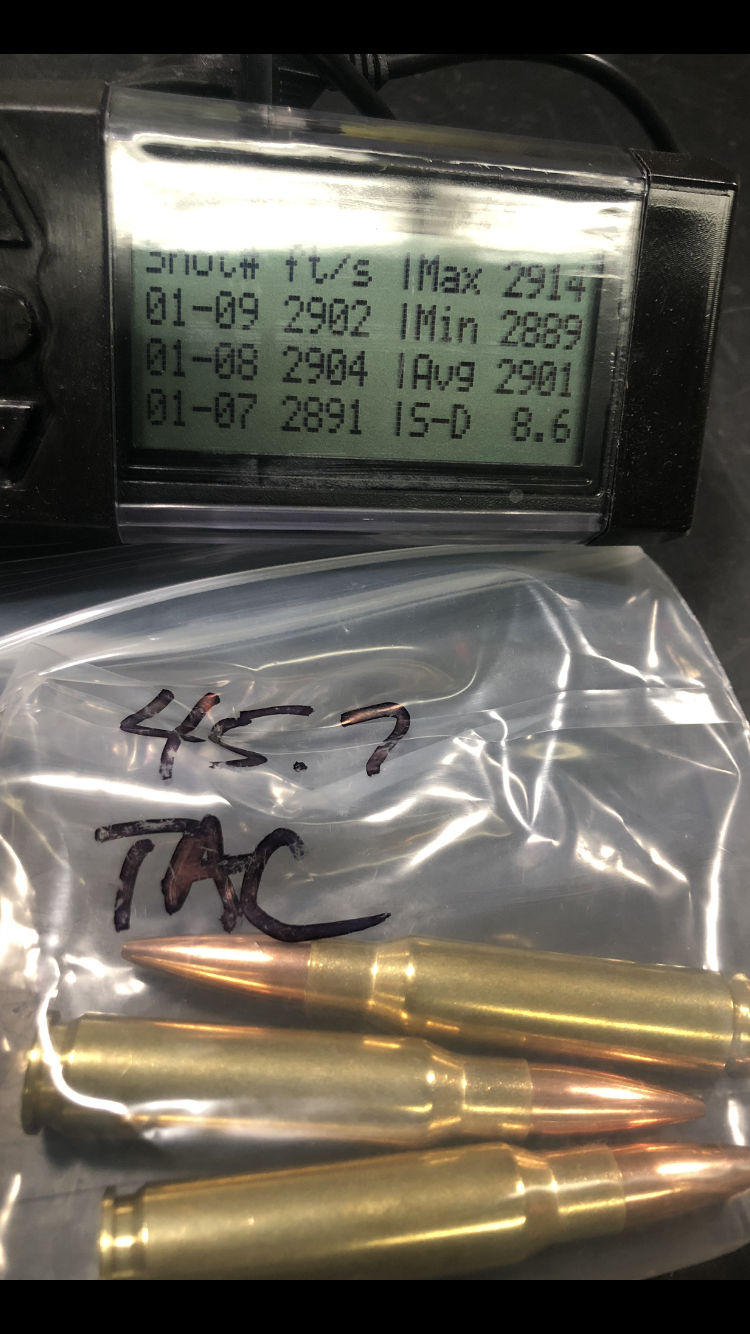 Shot# ft/s |Max 2914
01-09 2902 |Min 2889
01-08 2904 |Avg 2901
01-07 2891 |S-D 8.6
45.7
TAC